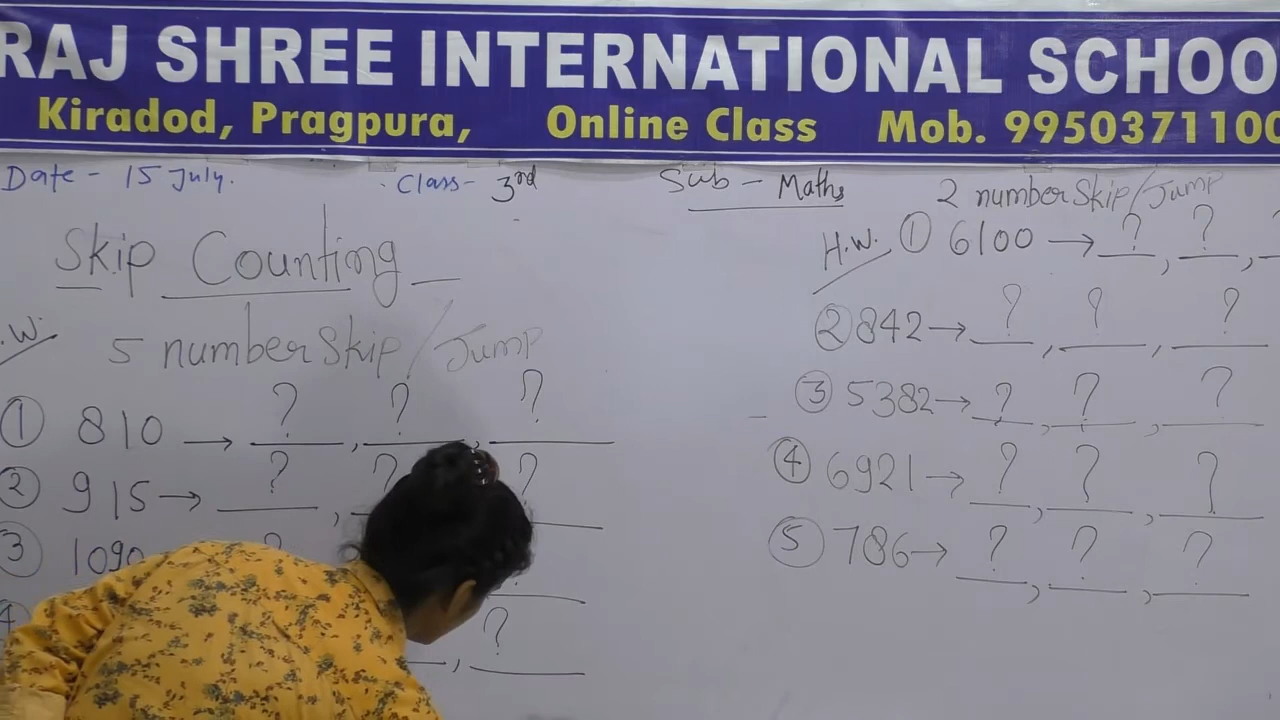 RAJ SHREE INTERNATIONAL SCHOO
Kiradod, Pragpura, Online Class Mob. 9950371100
Date - 15 July. Class - 3rd Sub - Maths
Skip Counting
.W. 5 number Skip / Jump
① 810 → ?, ?, ?
② 915 → ?, ?, ?
③ 1090 ?
④ ?
2 number Skip / Jump
H.W. ① 6100 → ?, ?, ?
② 842 → ?, ?, ?
③ 5382 → ?, ?, ?
④ 6921 → ?, ?, ?
⑤ 786 → ?, ?, ?